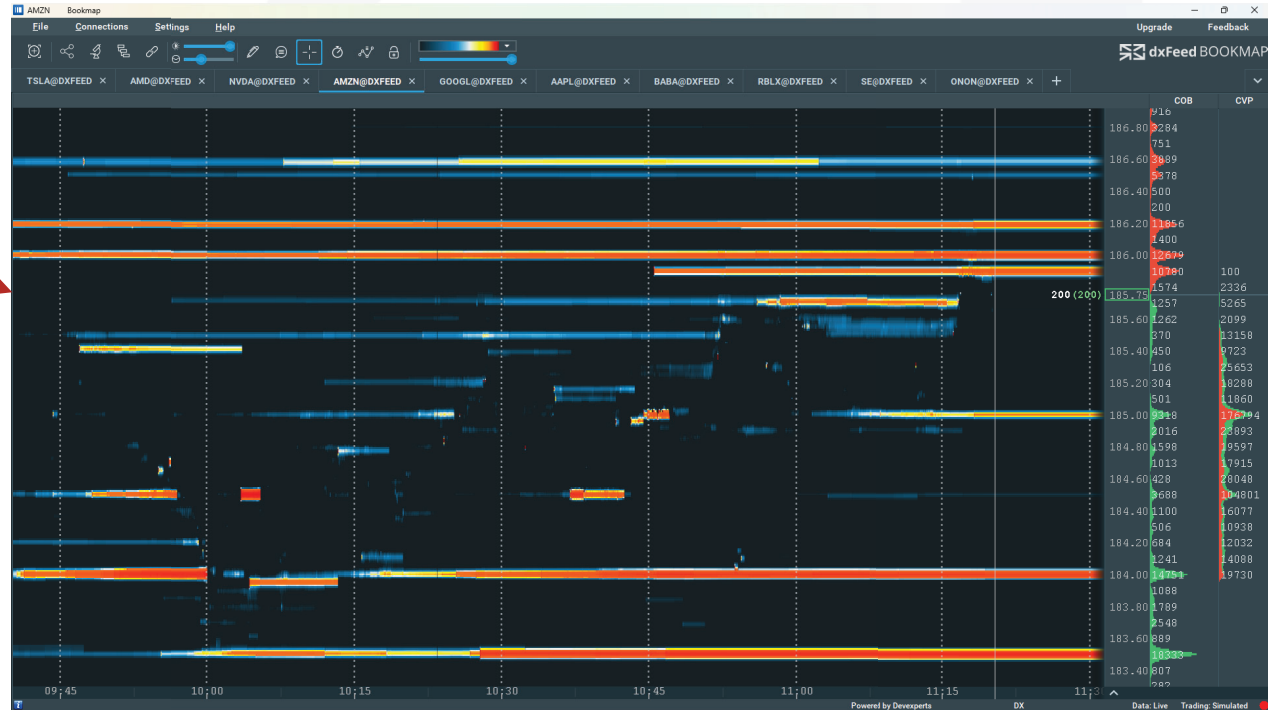 AMZN Bookmap
File Connections Settings Help Upgrade Feedback
dxFeed BOOKMAP
TSLA@DXFEED × AMD@DXFEED × NVDA@DXFEED × AMZN@DXFEED × GOOGL@DXFEED × AAPL@DXFEED × BABA@DXFEED × RBLX@DXFEED × SE@DXFEED × ONON@DXFEED × +
COB CVP
916
186.80 3284
751
186.60 3889
5378
186.40 500
200
186.20 11856
1400
186.00 12679
10780 100
1574 2336
200 (200) 185.75
1257 5265
185.60 1262 2099
370 13158
185.40 450 9723
106 25653
185.20 304 18288
501 11860
185.00 9318 176794
2016 23893
184.80 1598 19597
1013 17915
184.60 428 28048
3688 104801
184.40 1100 16077
506 10938
184.20 684 12032
1241 14088
184.00 14751 19730
1088
183.80 1789
2548
183.60 889
18333
183.40 807
09:45 10:00 10:15 10:30 10:45 11:00 11:15 11:3
Powered by Devexperts DX Data: Live Trading: Simulated